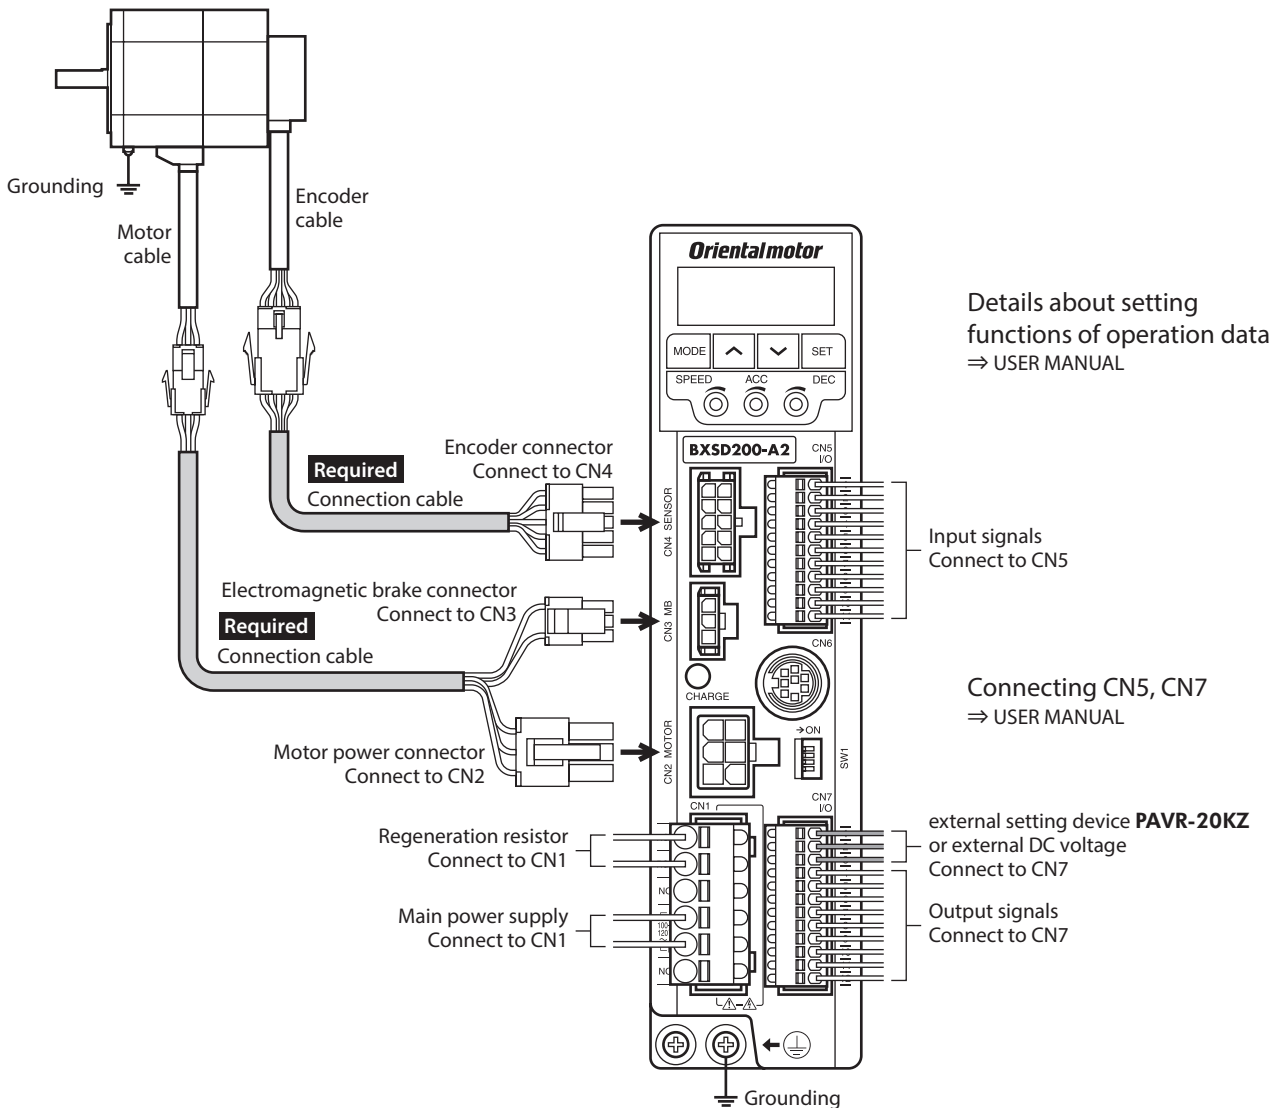 Grounding
Encoder
cable
Motor
cable
Orientalmotor
MODE
SET
SPEED ACC DEC
Details about setting
functions of operation data
⇒ USER MANUAL
BXSD200-A2
CN5
I/O
Encoder connector
Connect to CN4
Required
Connection cable
CN4 SENSOR
Input signals
Connect to CN5
Electromagnetic brake connector
Connect to CN3
Required
Connection cable
CN3 MB
CN6
CHARGE
Connecting CN5, CN7
⇒ USER MANUAL
Motor power connector
Connect to CN2
CN2 MOTOR
→ON
SW1
CN1
CN7
I/O
Regeneration resistor
Connect to CN1
external setting device PAVR-20KZ
or external DC voltage
Connect to CN7
NC
Main power supply
Connect to CN1
100-
120
Output signals
Connect to CN7
NC
Grounding